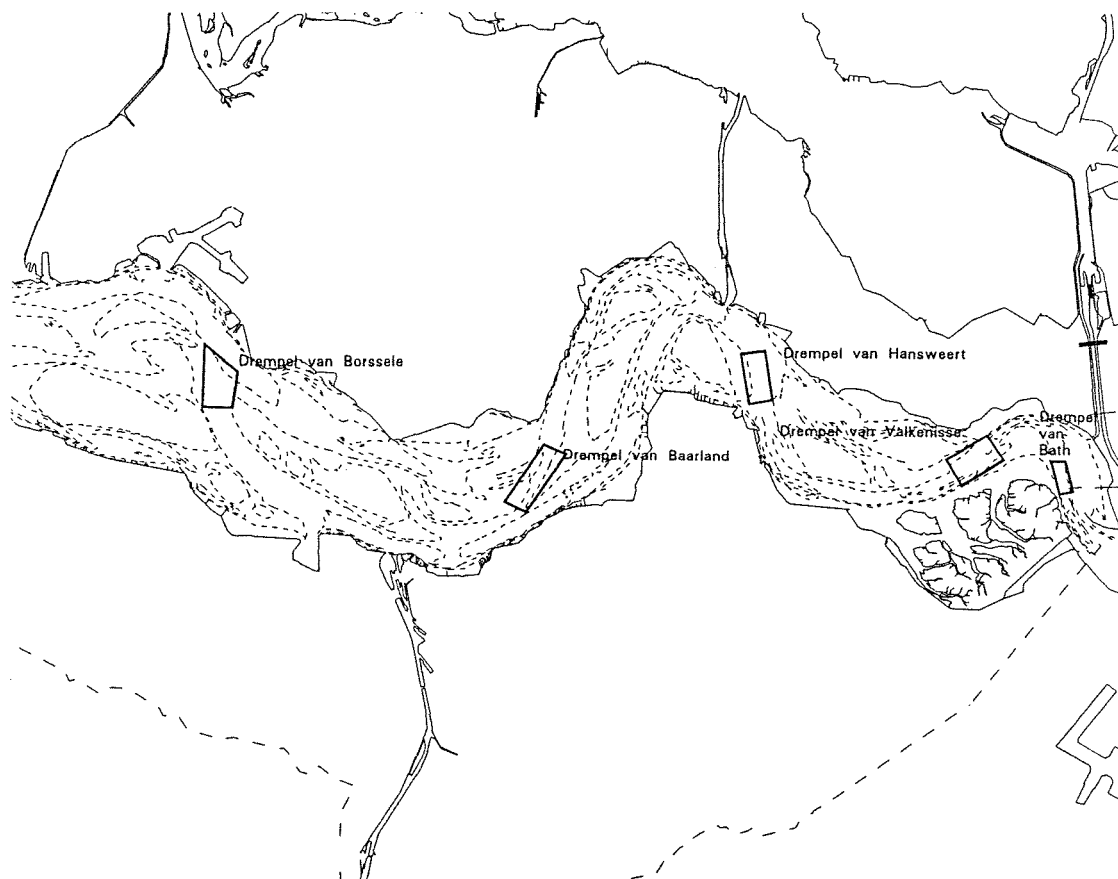 Drempel van Borssele
Drempel van Hansweert
Drempel van Valkenisse
Drempel
van
Bath
Drempel van Baarland